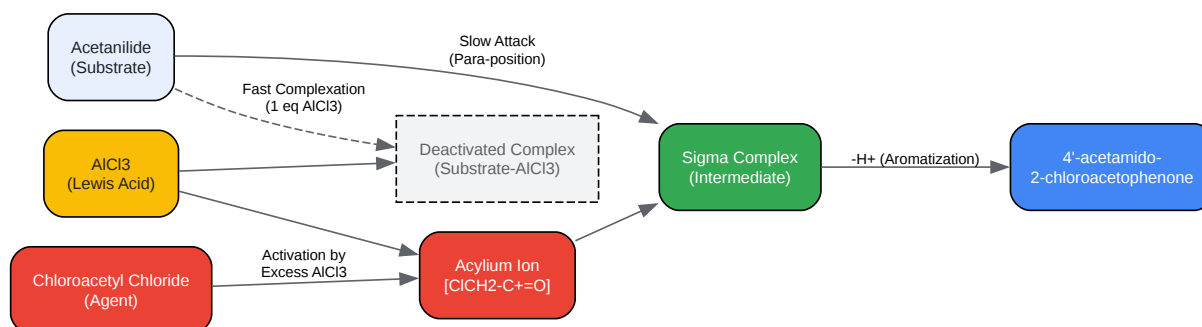 Acetanilide
(Substrate)
Slow Attack
(Para-position)
Fast Complexation
(1 eq AlCl3)
AlCl3
(Lewis Acid)
Deactivated Complex
(Substrate-AlCl3)
Sigma Complex
(Intermediate)
-H+ (Aromatization)
4'-acetamido-
2-chloroacetophenone
Chloroacetyl Chloride
(Agent)
Activation by
Excess AlCl3
Acylium Ion
[ClCH2-C+=O]